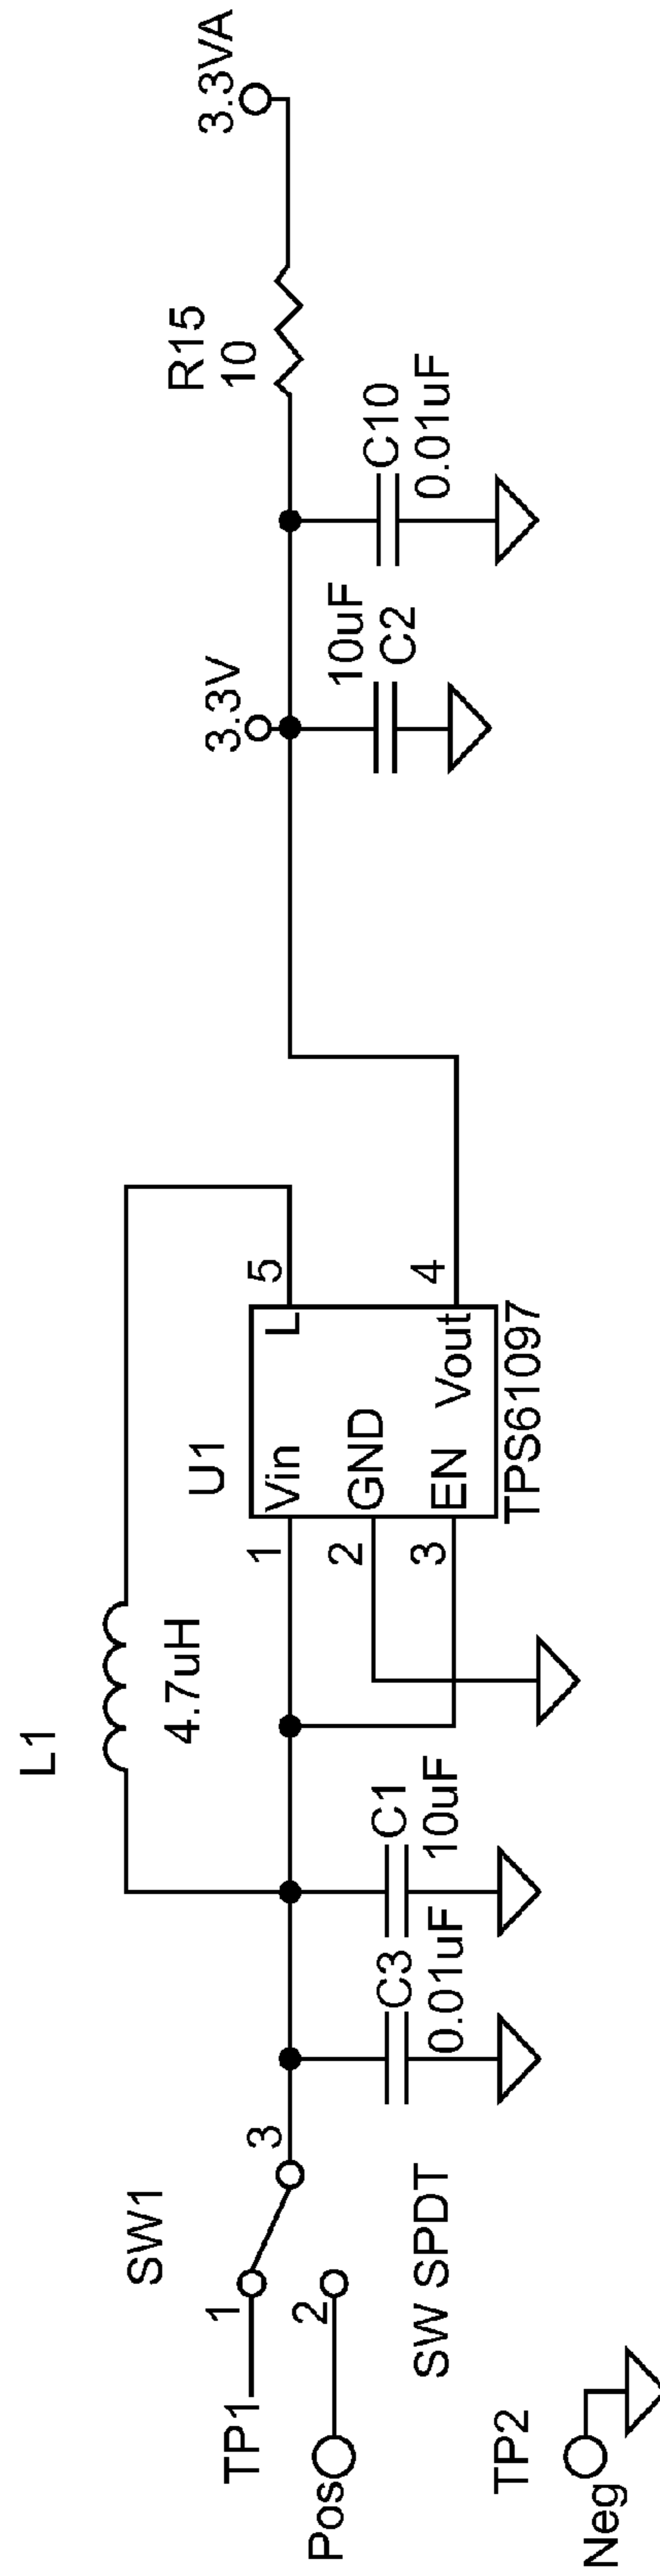 L1
4.7uH
SW1
1
3
TP1
2
Pos
SW SPDT
TP2
Neg
C3
0.01uF
C1
10uF
U1
1
Vin
L
5
2
GND
3
EN
Vout
4
TPS61097
3.3V
10uF
C2
C10
0.01uF
R15
10
3.3VA